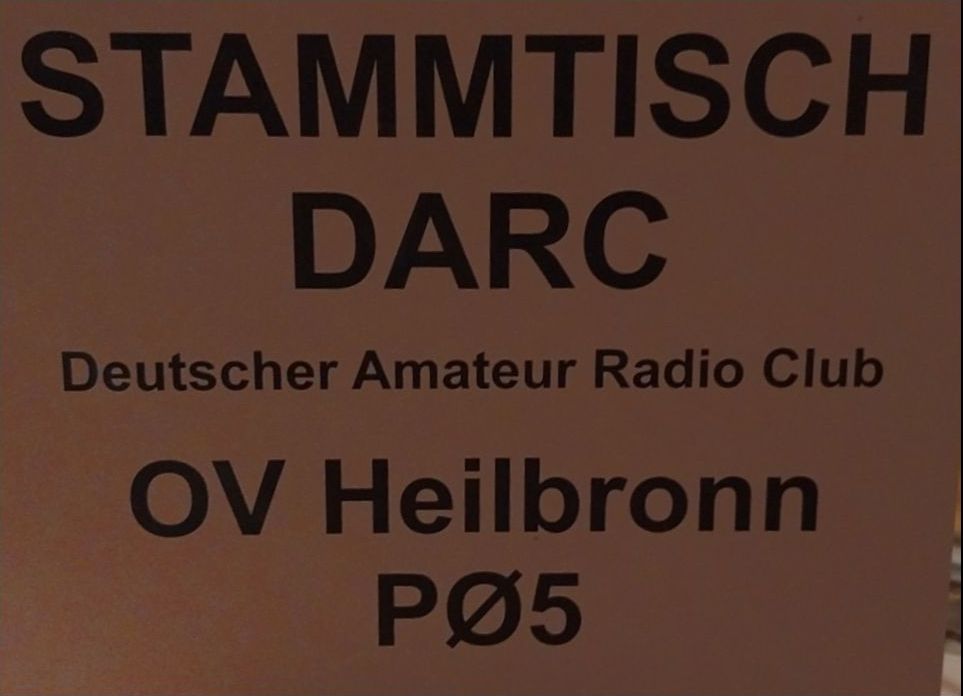 STAMMTISCH
DARC
Deutscher Amateur Radio Club
OV Heilbronn
PØ5